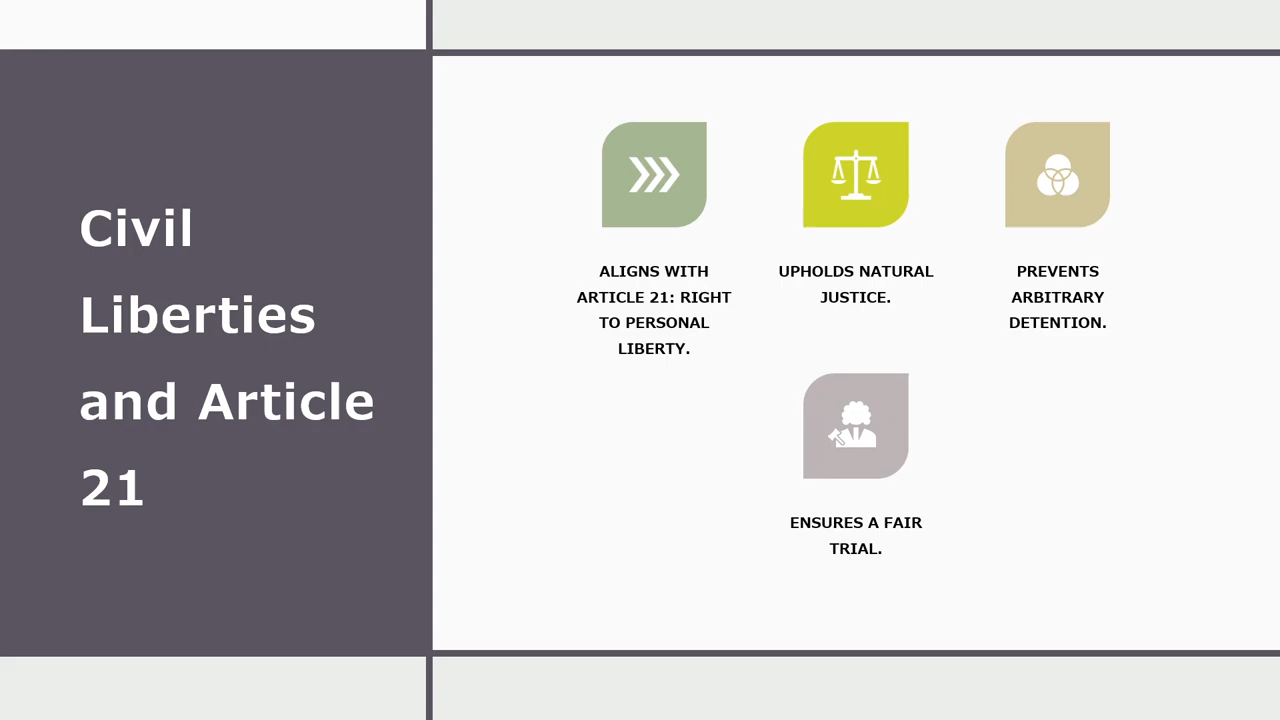 Civil
Liberties
and Article
21
ALIGNS WITH
ARTICLE 21: RIGHT
TO PERSONAL
LIBERTY.
UPHOLDS NATURAL
JUSTICE.
PREVENTS
ARBITRARY
DETENTION.
ENSURES A FAIR
TRIAL.